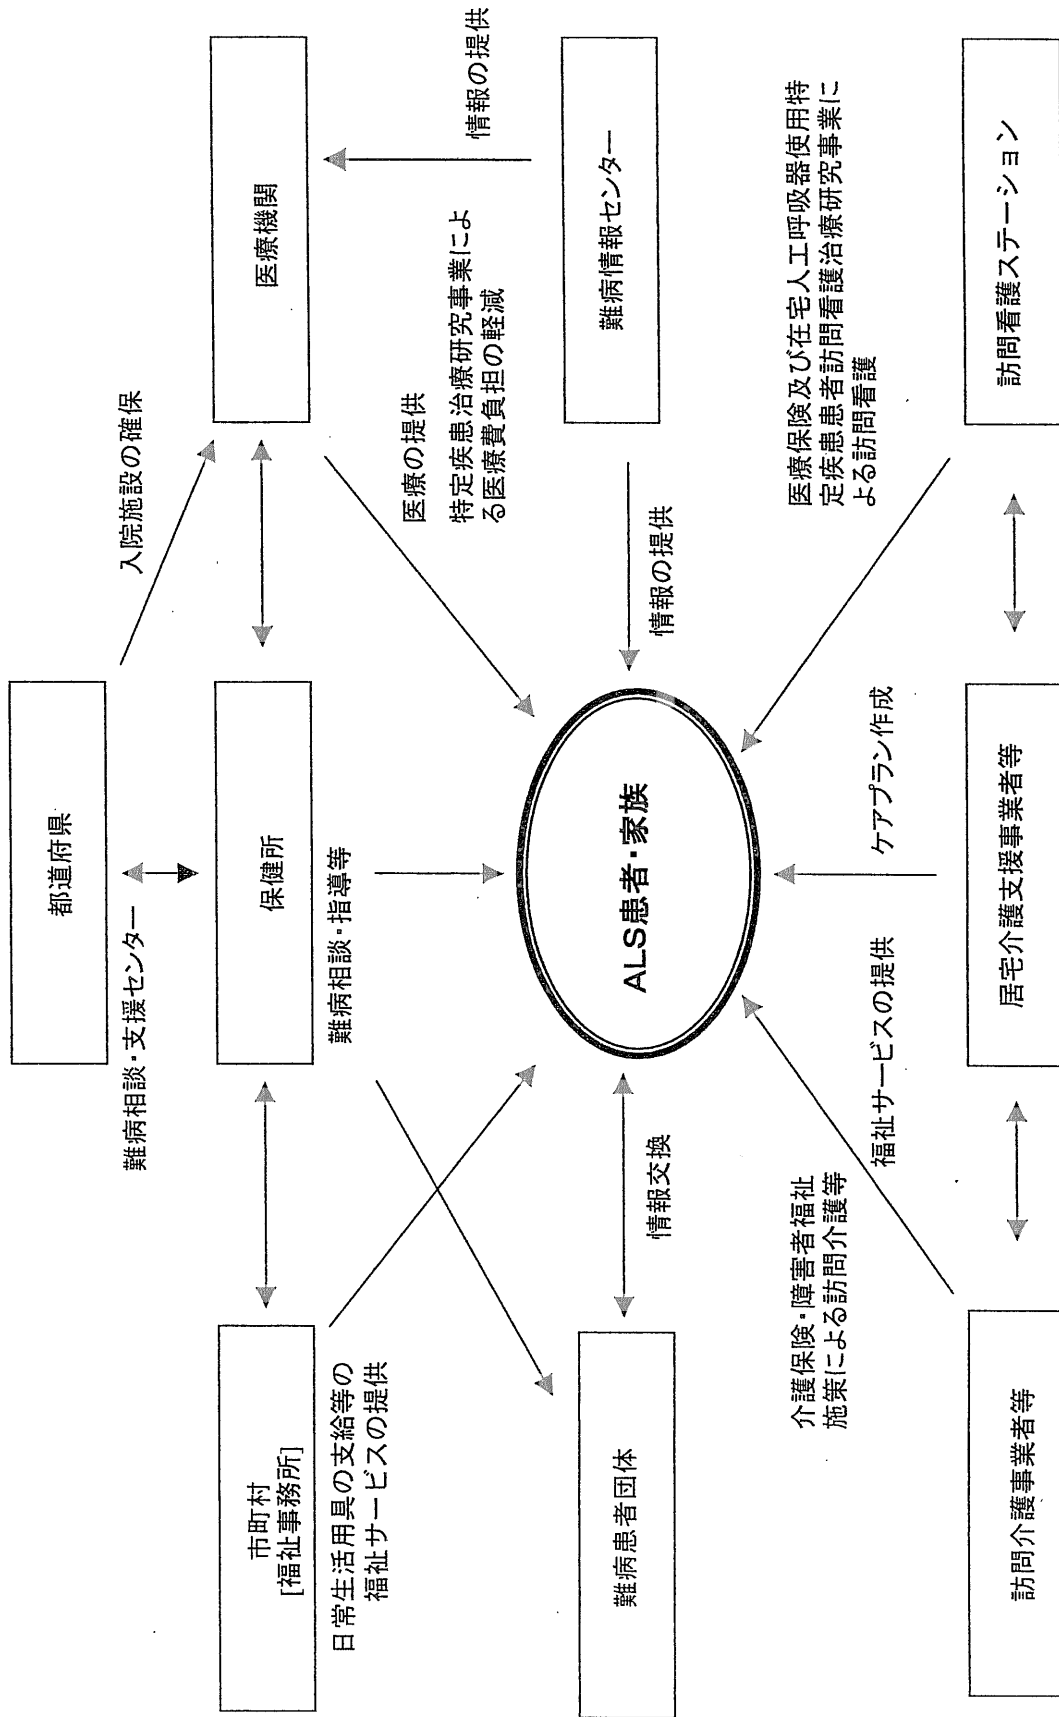 都道府県
難病相談・支援センター
入院施設の確保
市町村
[福祉事務所]
日常生活用具の支給等の
福祉サービスの提供
保健所
難病相談・指導等
医療機関
医療の提供
特定疾患治療研究事業によ
る医療費負担の軽減
情報の提供
難病患者団体
情報交換
ALS患者・家族
情報の提供
難病情報センター
介護保険・障害者福祉
施策による訪問介護等
福祉サービスの提供
ケアプラン作成
医療保険及び在宅人工呼吸器使用特
定疾患患者訪問看護治療研究事業に
よる訪問看護
訪問介護事業者等
居宅介護支援事業者等
訪問看護ステーション